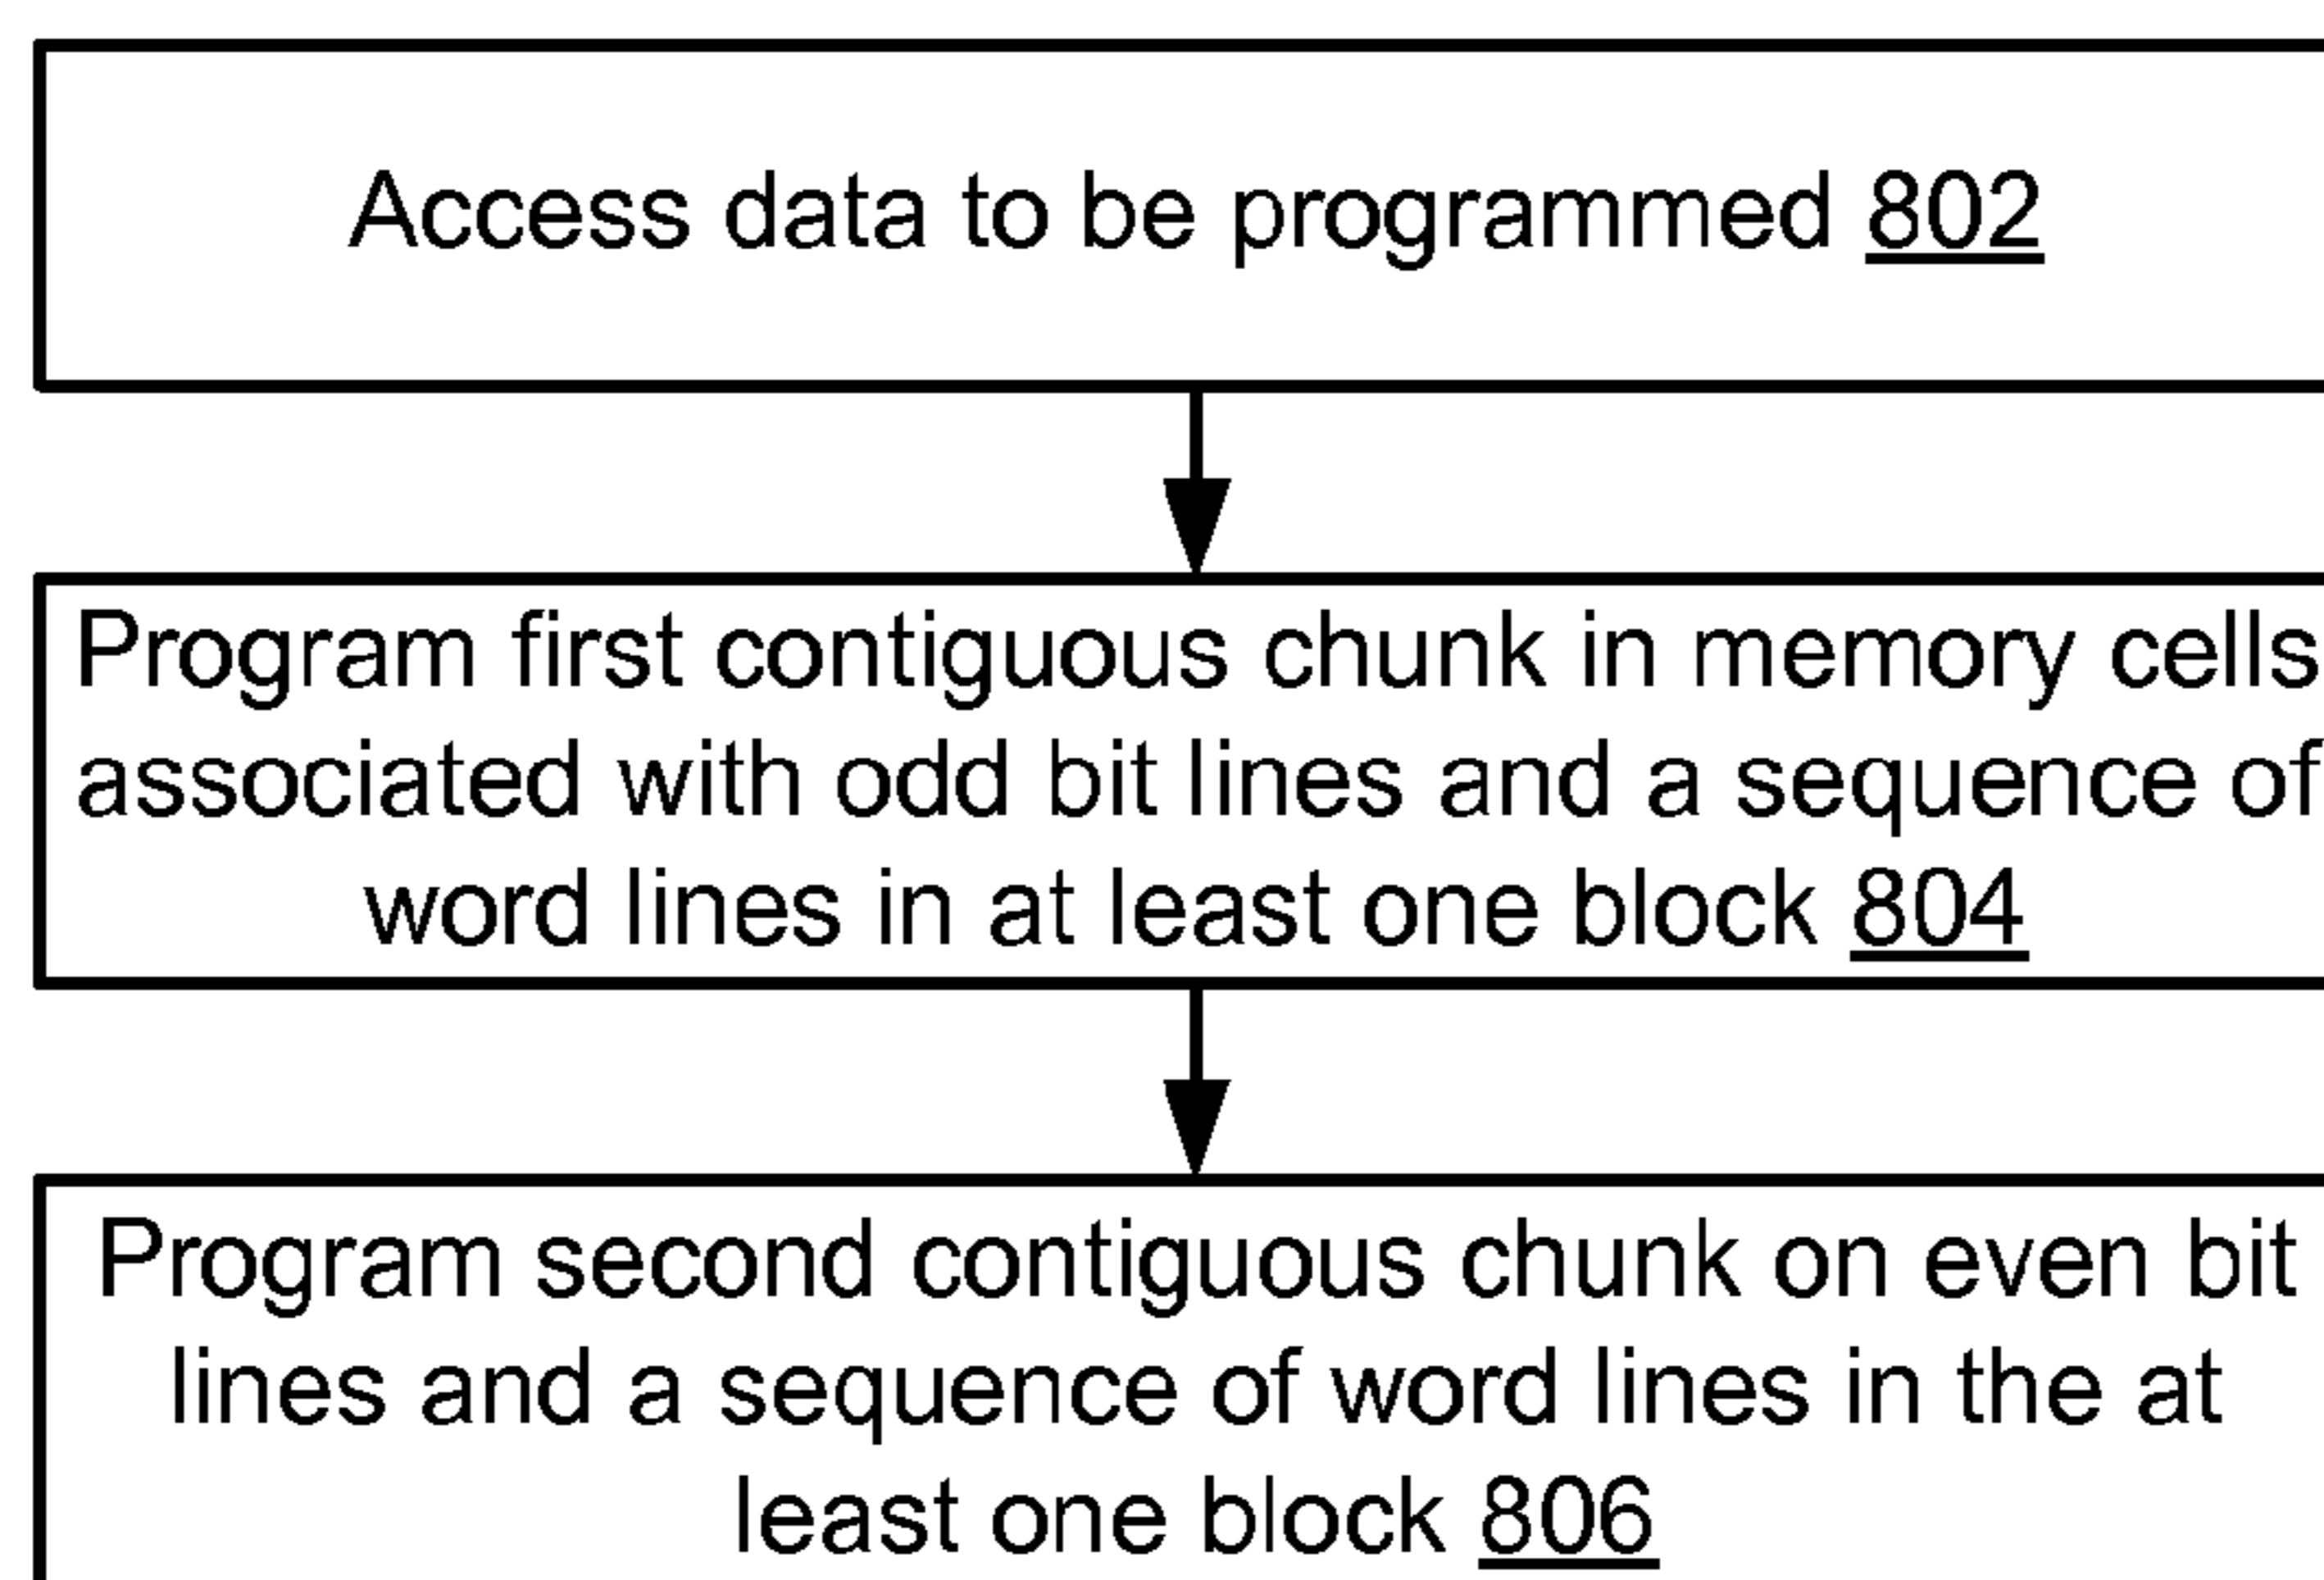 Access data to be programmed 802
Program first contiguous chunk in memory cells
associated with odd bit lines and a sequence of
word lines in at least one block 804
Program second contiguous chunk on even bit
lines and a sequence of word lines in the at
least one block 806